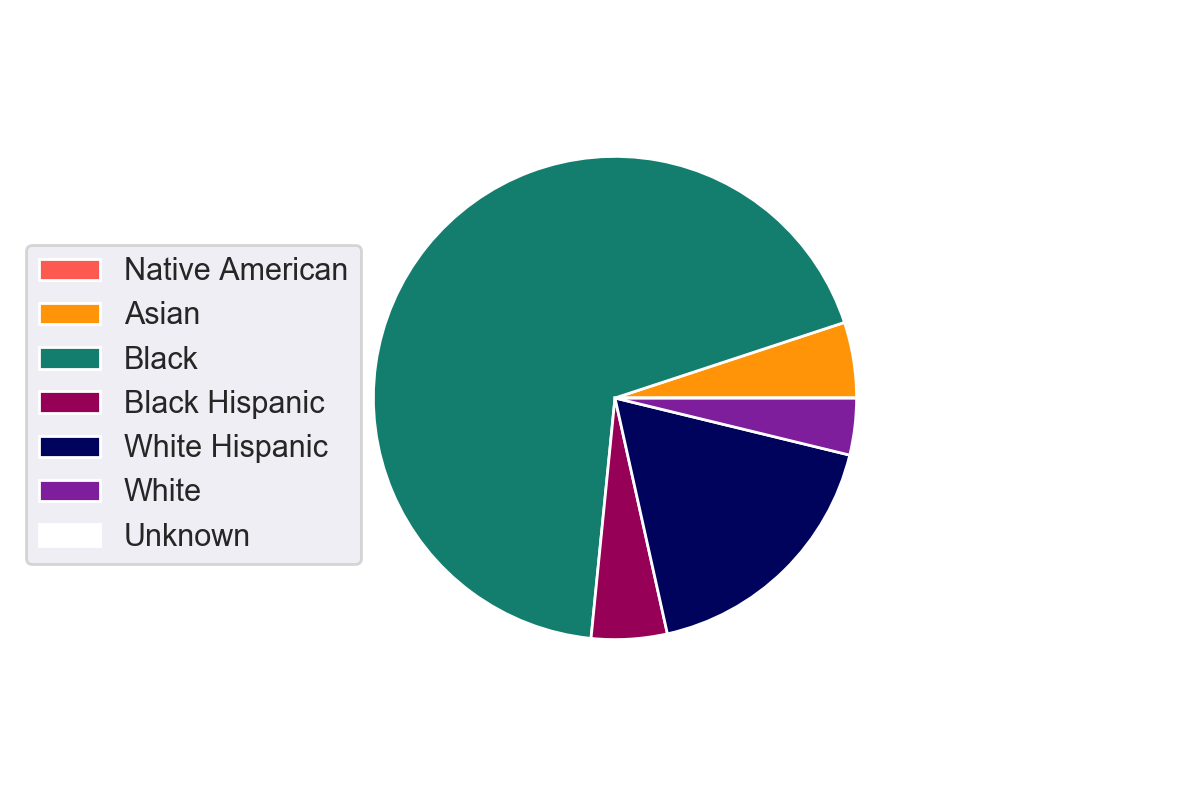 Native American
Asian
Black
Black Hispanic
White Hispanic
White
Unknown